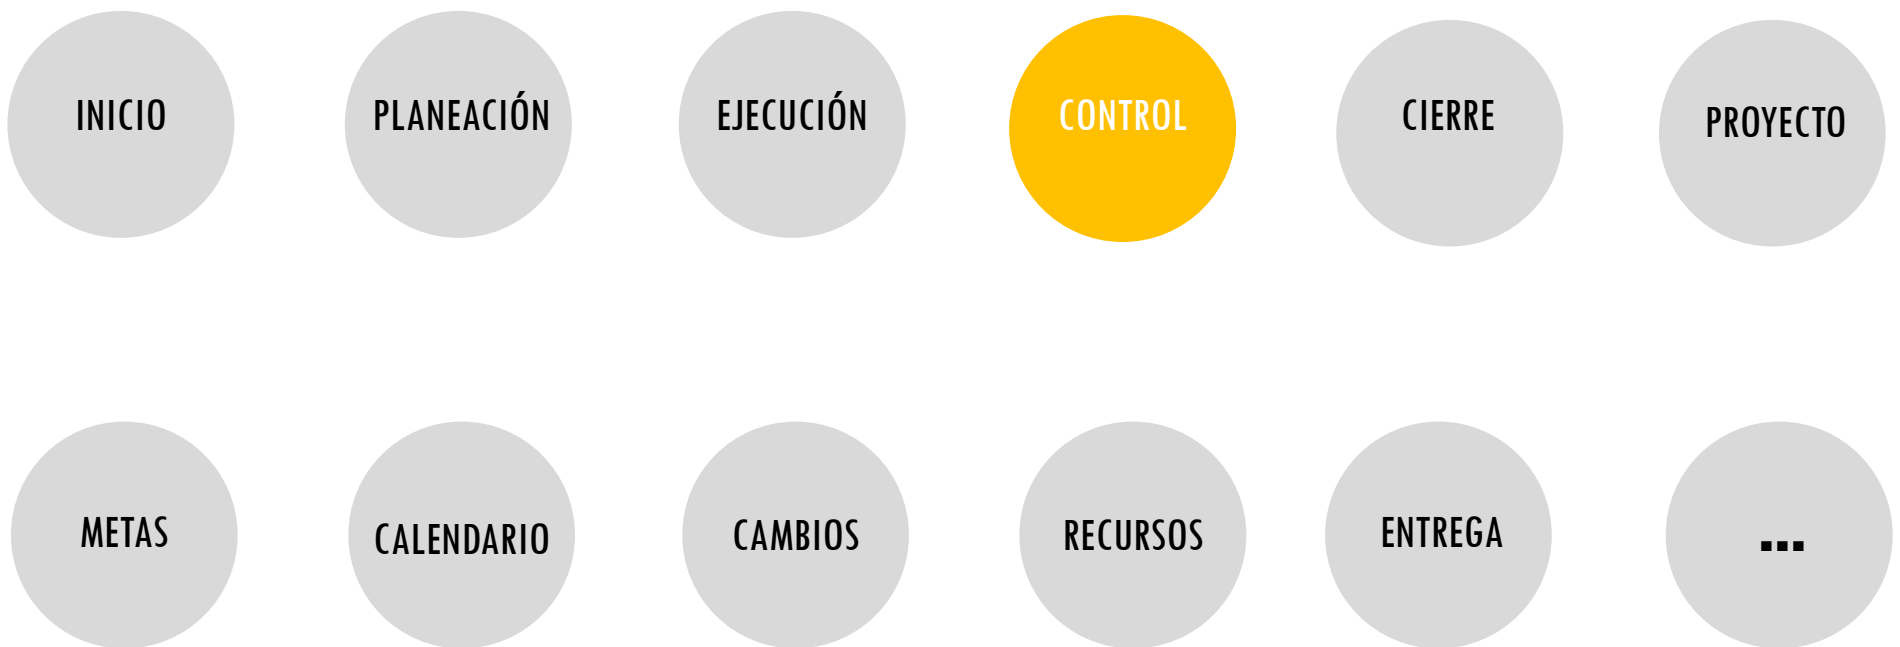 INICIO
PLANEACIÓN
EJECUCIÓN
CONTROL
CIERRE
PROYECTO
METAS
CALENDARIO
CAMBIOS
RECURSOS
ENTREGA
...